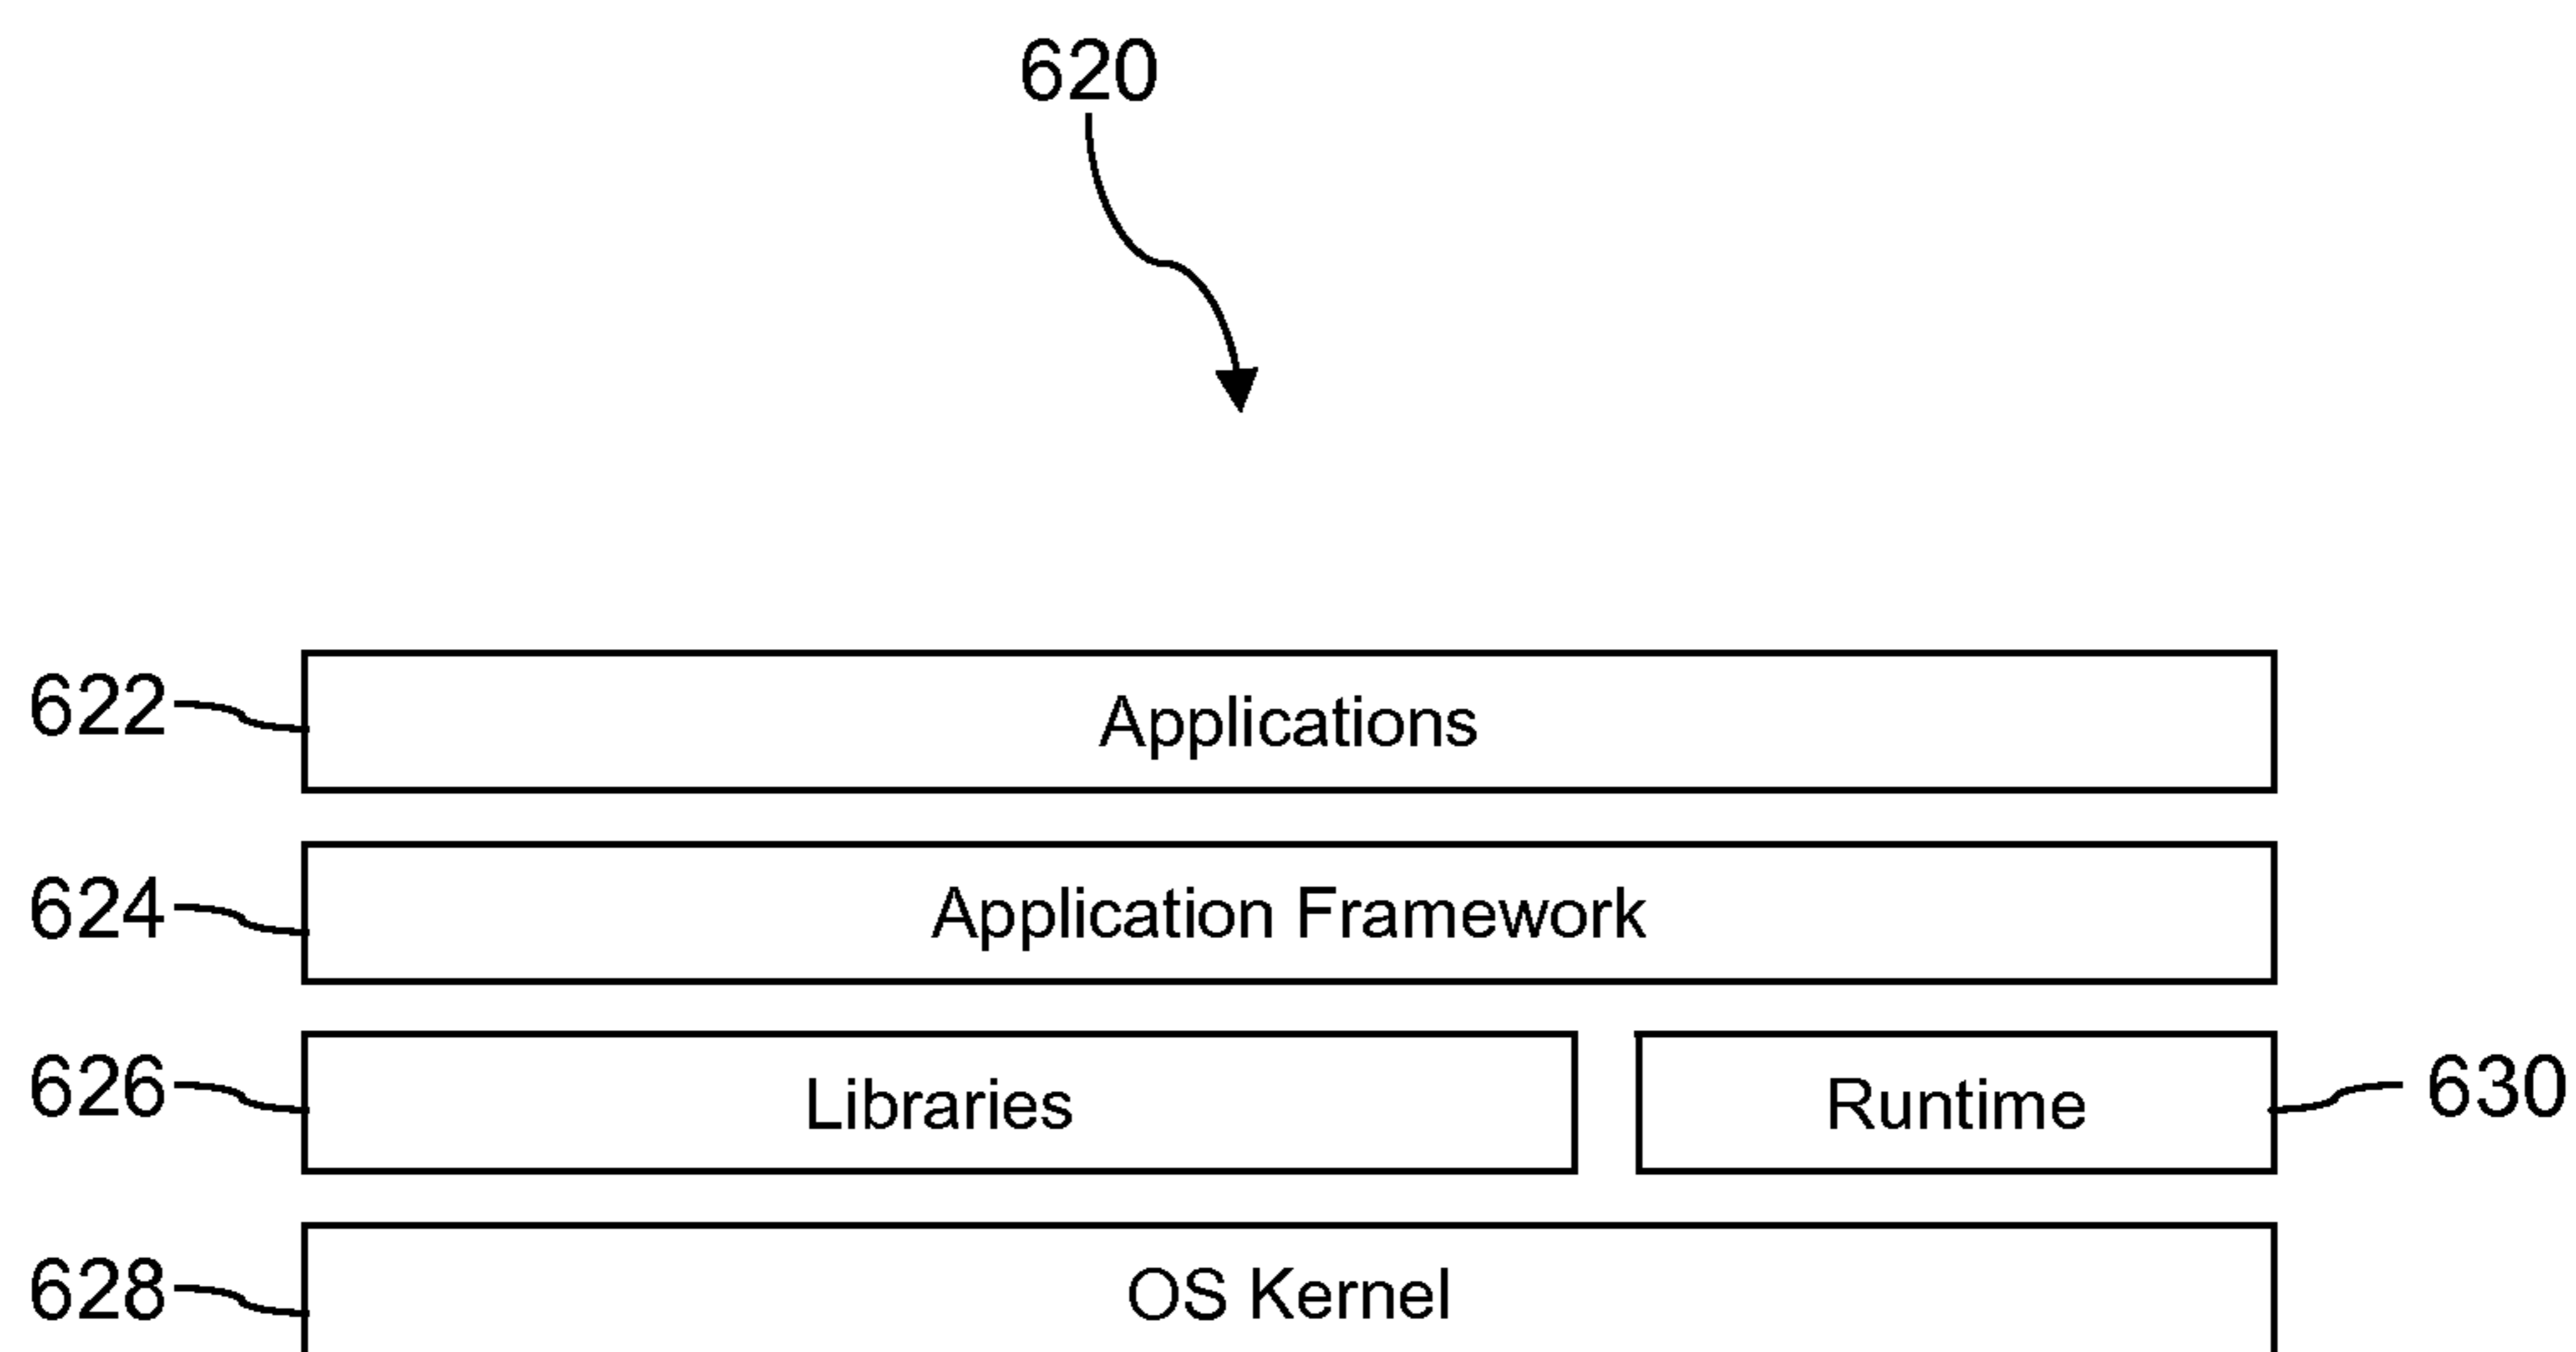 620
622 Applications
624 Application Framework
626 Libraries Runtime 630
628 OS Kernel